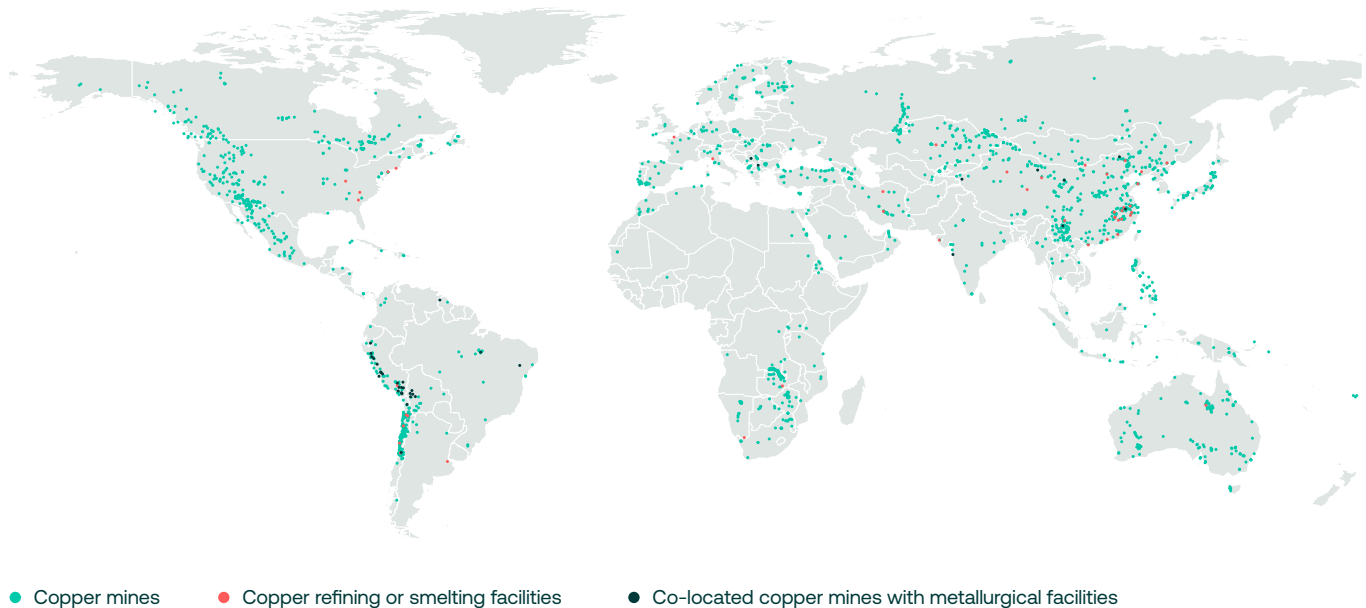 Copper mines
Copper refining or smelting facilities
Co-located copper mines with metallurgical facilities